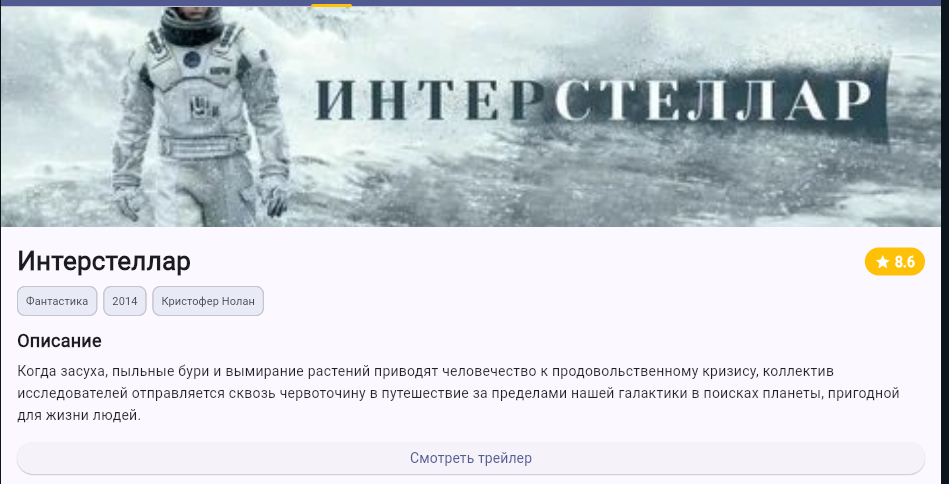 ИНТЕРСТЕЛЛАР
Интерстеллар
8.6
Фантастика
2014
Кристофер Нолан
Описание
Когда засуха, пыльные бури и вымирание растений приводят человечество к продовольственному кризису, коллектив
исследователей отправляется сквозь червоточину в путешествие за пределами нашей галактики в поисках планеты, пригодной
для жизни людей.
Смотреть трейлер